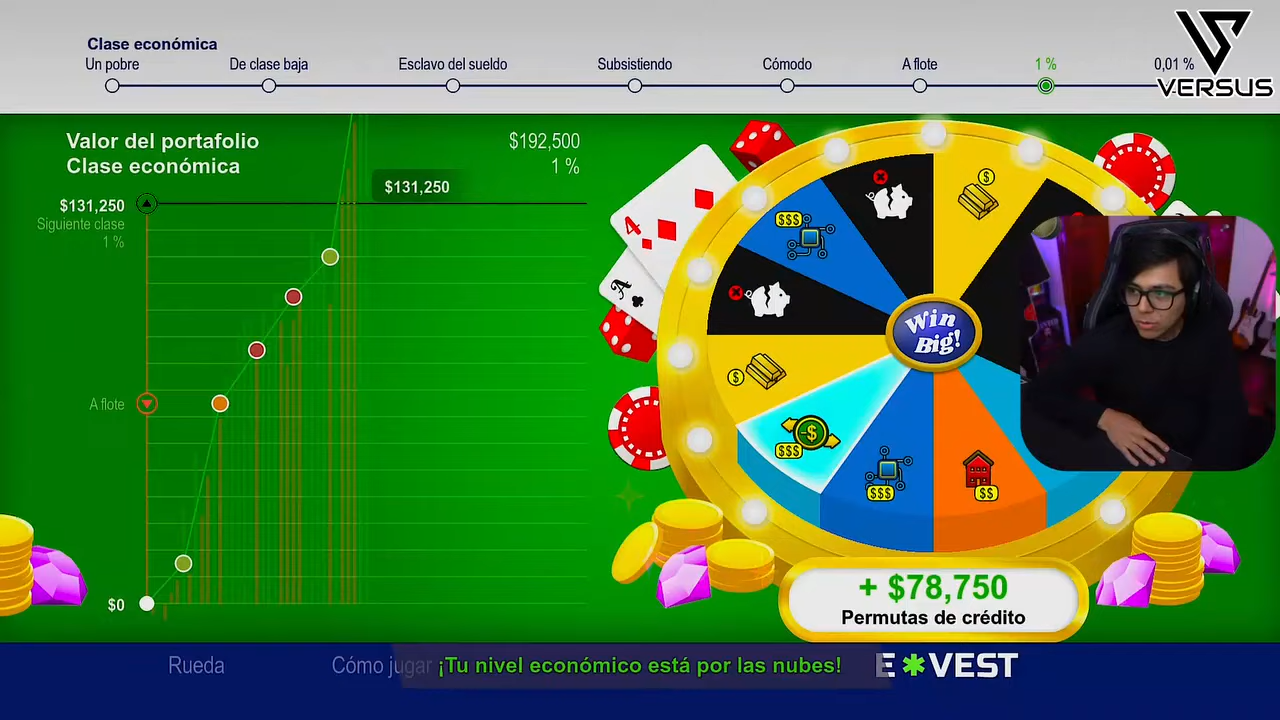 Clase económica
Un pobre
De clase baja
Esclavo del sueldo
Subsistiendo
Cómodo
A flote
1 %
0,01 %
VERSUS
Valor del portafolio
$192,500
Clase económica
1 %
$131,250
$131,250
Siguiente clase
1 %
A flote
$0
$$$
$
$
$
$$$
$$$
$$
4
A
Win
Big!
+ $78,750
Permutas de crédito
Rueda
Cómo jugar
¡Tu nivel económico está por las nubes!
E*VEST